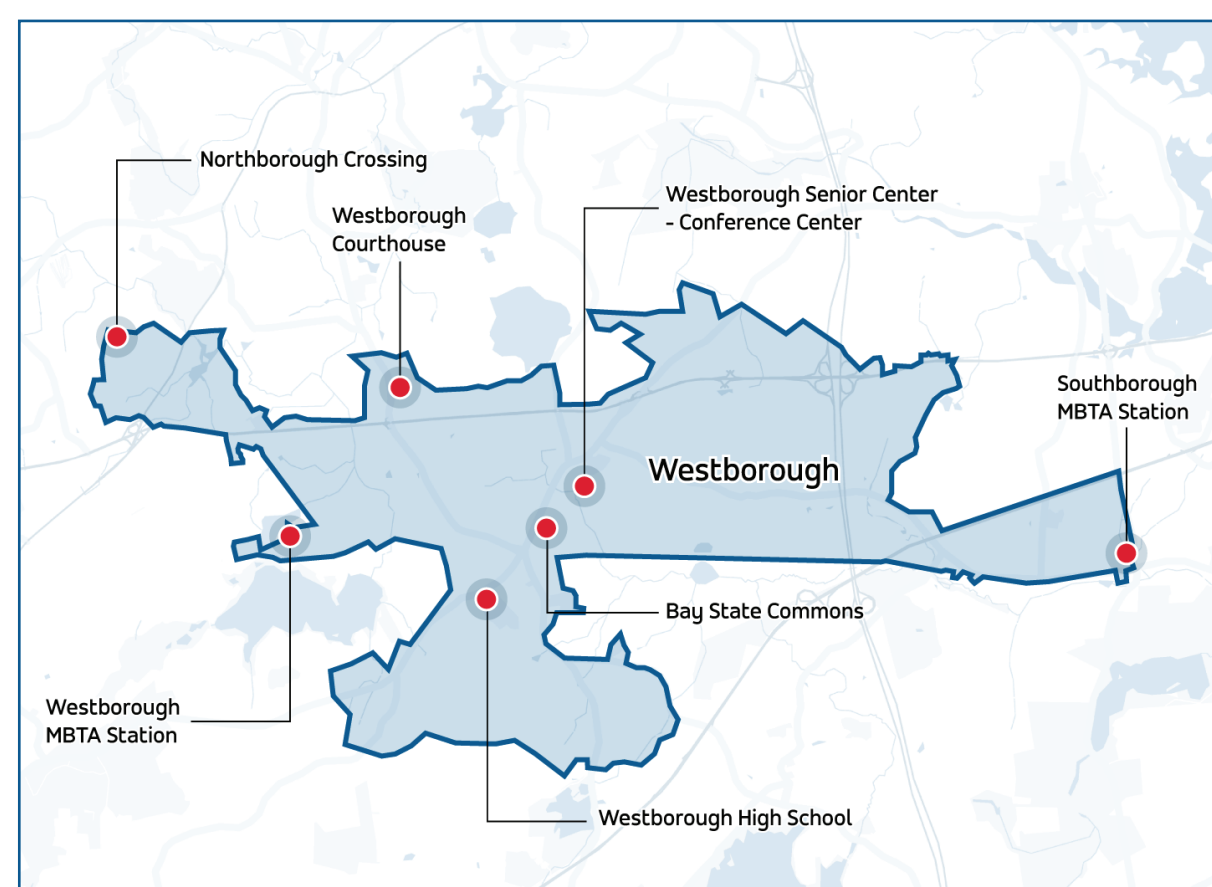 Northborough Crossing
Westborough Senior Center
- Conference Center
Westborough
Courthouse
Southborough
MBTA Station
Westborough
Bay State Commons
Westborough
MBTA Station
Westborough High School